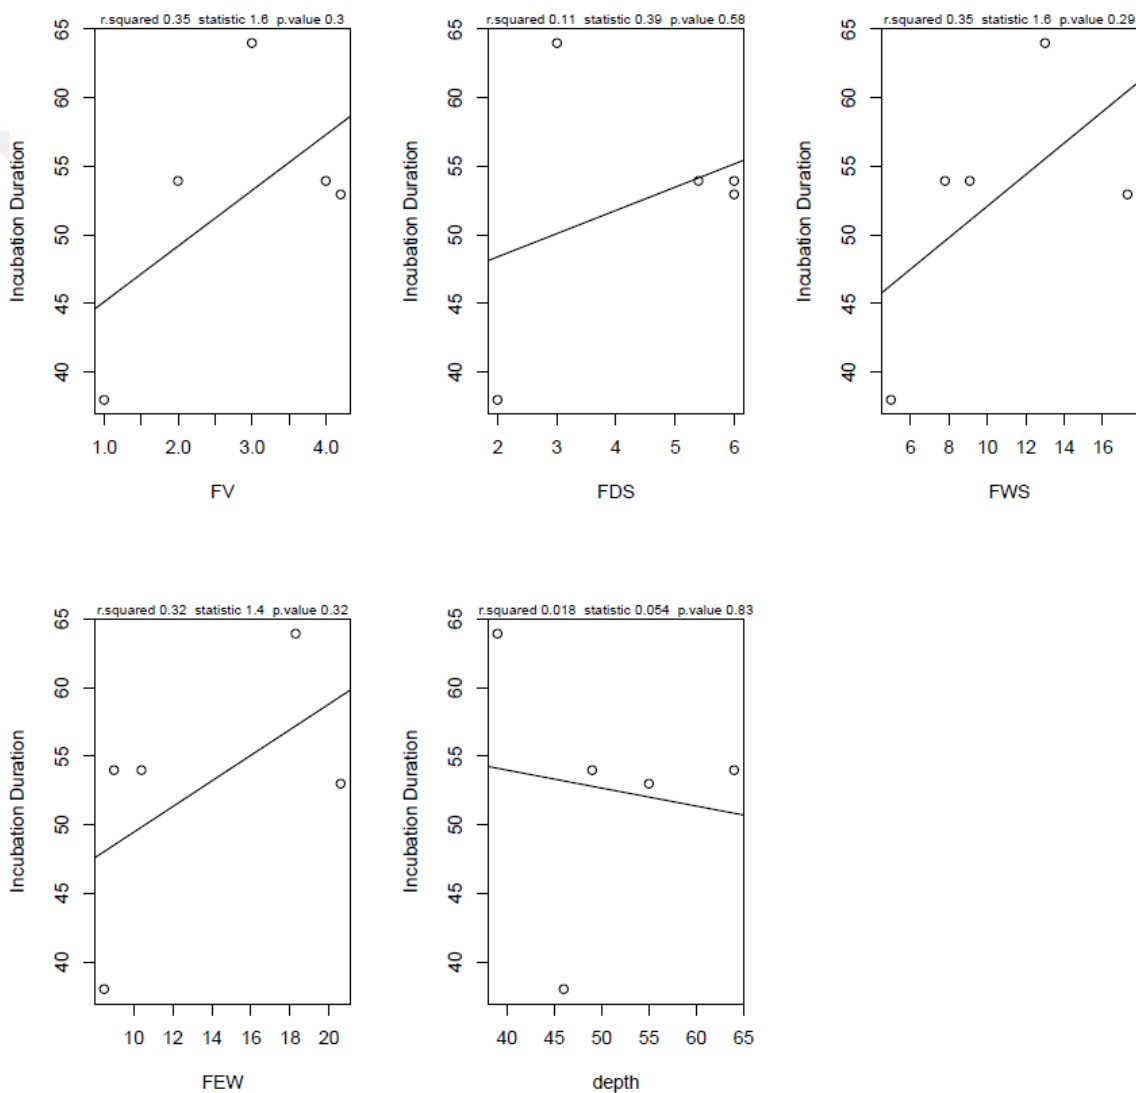 r.squared 0.35 statistic 1.6 p.value 0.3
65
60
55
50
45
40
Incubation Duration
1.0 2.0 3.0 4.0
FV
r.squared 0.11 statistic 0.39 p.value 0.58
65
60
55
50
45
40
Incubation Duration
2 3 4 5 6
FDS
r.squared 0.35 statistic 1.6 p.value 0.29
65
60
55
50
45
40
Incubation Duration
6 8 10 12 14 16
FWS
r.squared 0.32 statistic 1.4 p.value 0.32
65
60
55
50
45
40
Incubation Duration
10 12 14 16 18 20
FEW
r.squared 0.018 statistic 0.054 p.value 0.83
65
60
55
50
45
40
Incubation Duration
40 45 50 55 60 65
depth